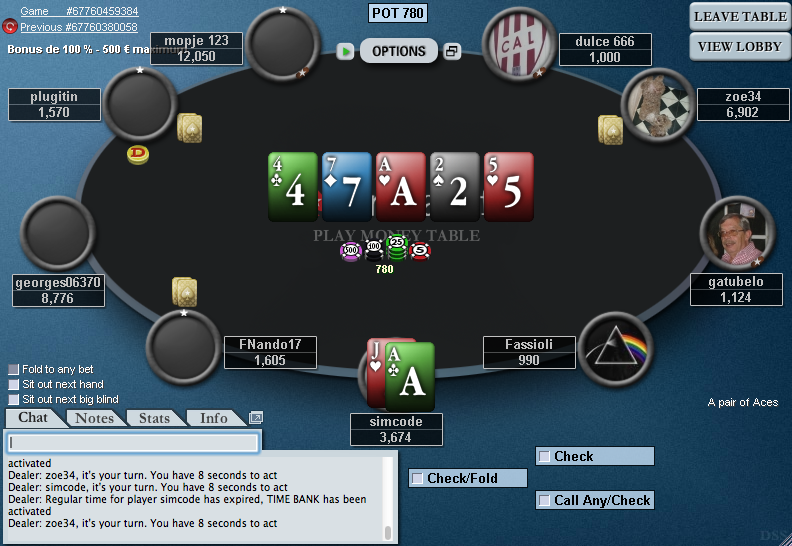 Game #67760459384
Previous #67760380058
Bonus de 100 % - 500 € maximum
POT 780
LEAVE TABLE
VIEW LOBBY
OPTIONS
mopje 123
12,050
dulce 666
1,000
CAL
plugitin
1,570
zoe34
6,902
D
4 4
7 7
A A
2 2
5 5
PLAY MONEY TABLE
500 100 25 5
780
georges06370
8,776
gatubelo
1,124
FNando17
1,605
Fassioli
990
J
A A
simcode
3,674
A pair of Aces
Fold to any bet
Sit out next hand
Sit out next big blind
Chat Notes Stats Info
activated
Dealer: zoe34, it's your turn. You have 8 seconds to act
Dealer: simcode, it's your turn. You have 8 seconds to act
Dealer: Regular time for player simcode has expired, TIME BANK has been
activated
Dealer: zoe34, it's your turn. You have 8 seconds to act
Check/Fold
Check
Call Any/Check
DSS